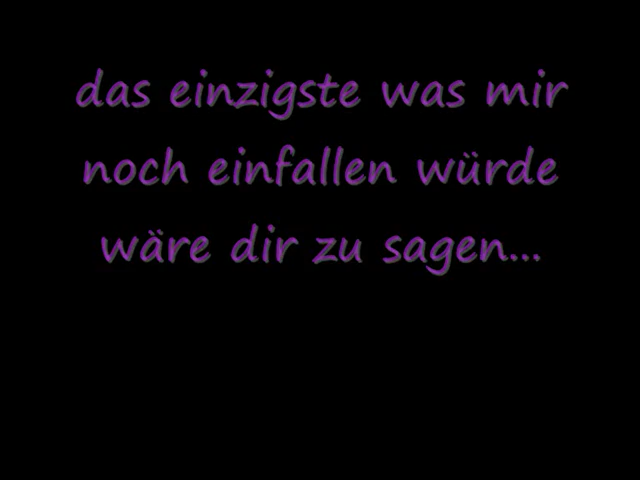 das einzigste was mir
noch einfallen würde
wäre dir zu sagen...